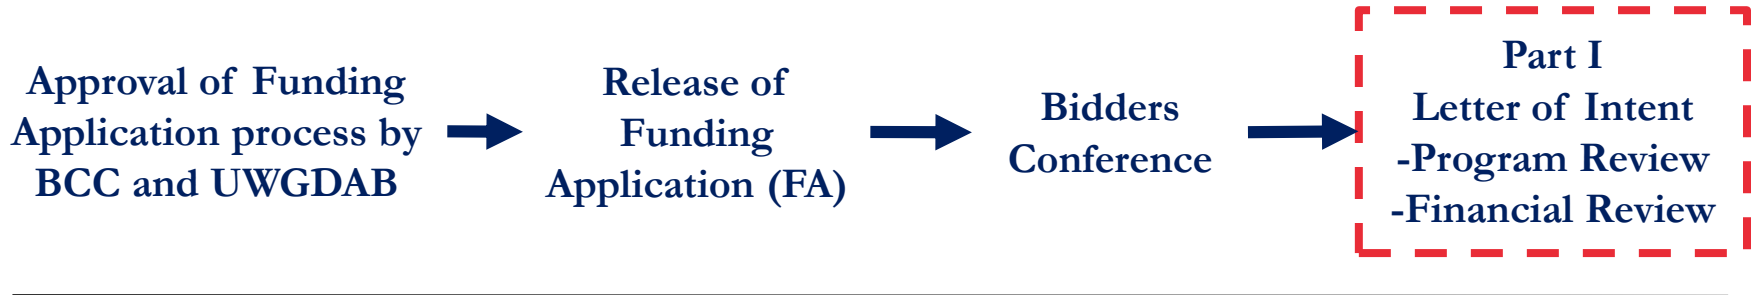 Approval of Funding
Application process by
BCC and UWGDAB
Release of
Funding
Application (FA)
Bidders
Conference
Part I
Letter of Intent
-Program Review
-Financial Review